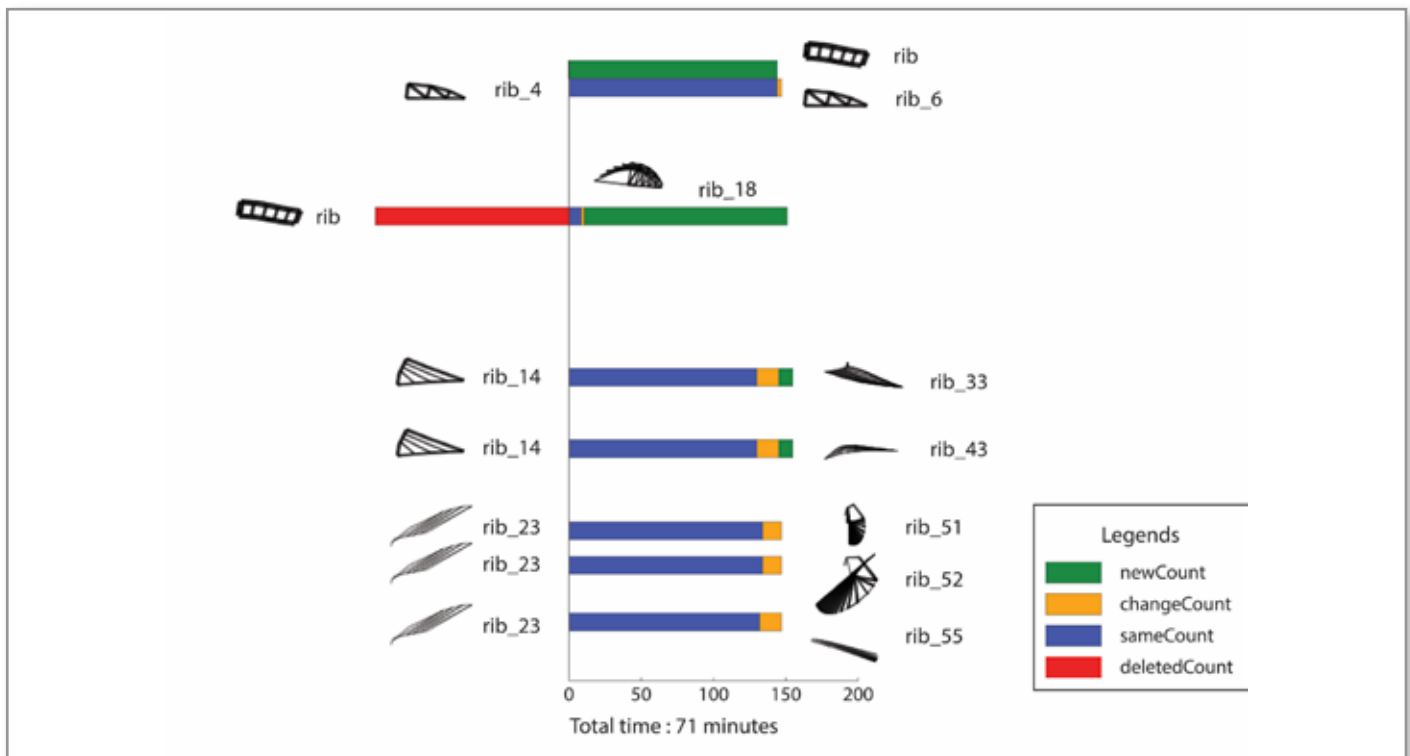 rib
rib_4
rib_6
rib_18
rib
rib_14
rib_33
rib_14
rib_43
rib_23
rib_51
rib_23
rib_52
rib_23
rib_55
Legends
newCount
changeCount
sameCount
deletedCount
0 50 100 150 200
Total time : 71 minutes